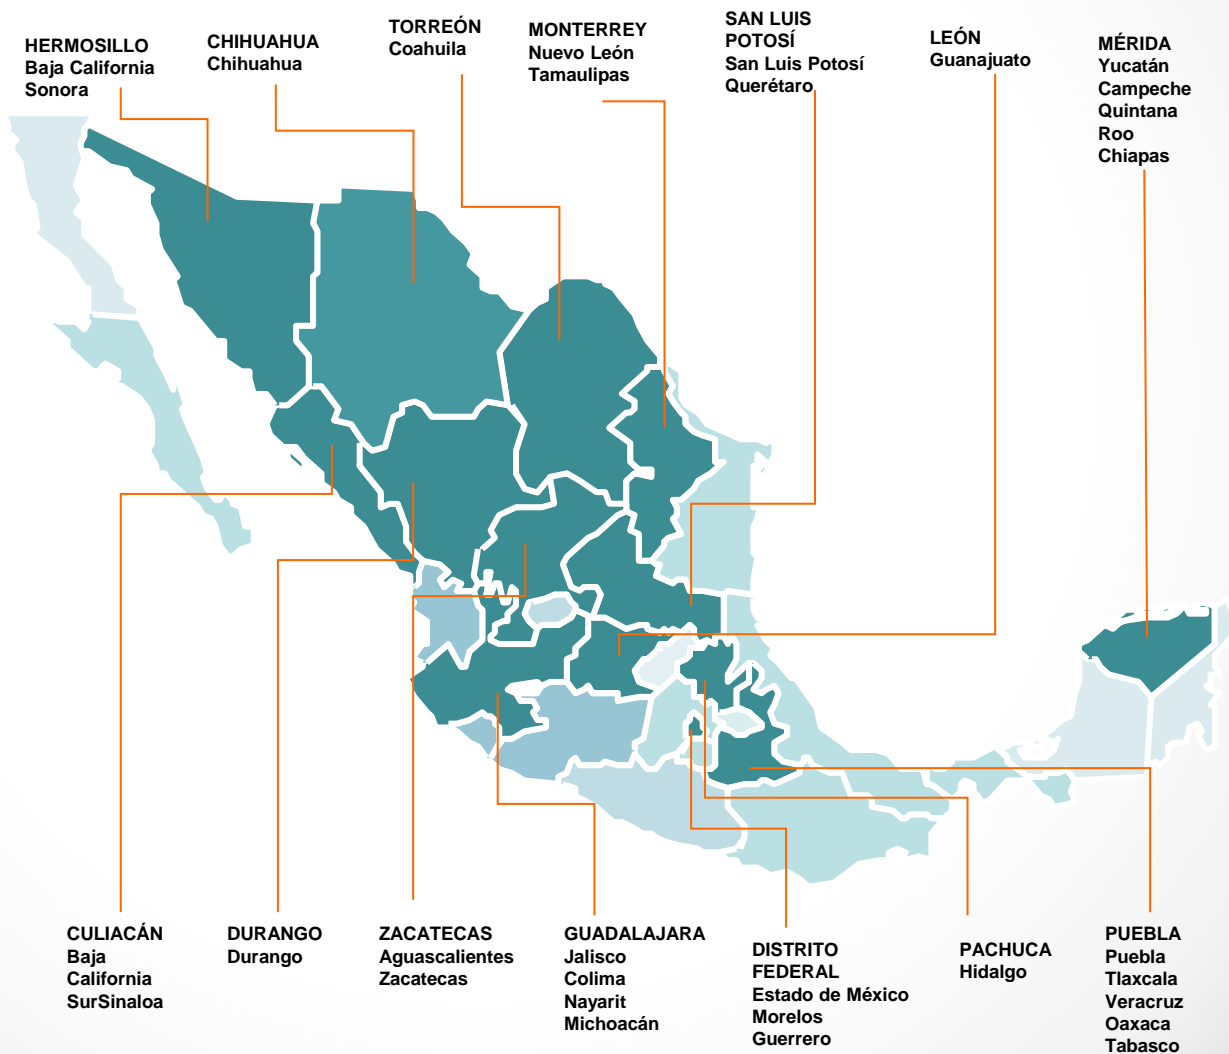 HERMOSILLO
Baja California
Sonora
CHIHUAHUA
Chihuahua
TORREÓN
Coahuila
MONTERREY
Nuevo León
Tamaulipas
SAN LUIS
POTOSÍ
San Luis Potosí
Querétaro
LEÓN
Guanajuato
MÉRIDA
Yucatán
Campeche
Quintana
Roo
Chiapas
CULIACÁN
Baja
California
SurSinaloa
DURANGO
Durango
ZACATECAS
Aguascalientes
Zacatecas
GUADALAJARA
Jalisco
Colima
Nayarit
Michoacán
DISTRITO
FEDERAL
Estado de México
Morelos
Guerrero
PACHUCA
Hidalgo
PUEBLA
Puebla
Tlaxcala
Veracruz
Oaxaca
Tabasco